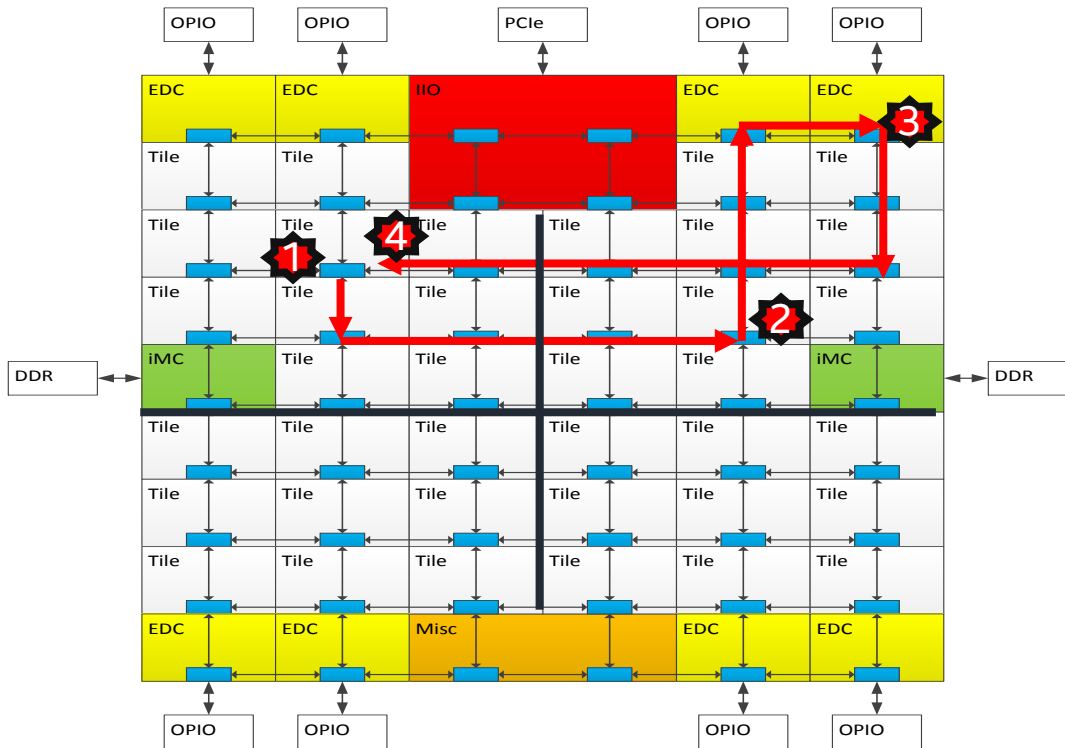 OPIO OPIO PCIe OPIO OPIO
EDC EDC IIO EDC EDC
3
Tile Tile Tile Tile
Tile Tile Tile Tile Tile Tile
1 4
Tile Tile Tile Tile Tile Tile
2
iMC Tile Tile Tile Tile iMC
DDR DDR
Tile Tile Tile Tile Tile Tile
Tile Tile Tile Tile Tile Tile
Tile Tile Tile Tile Tile Tile
EDC EDC Misc EDC EDC
OPIO OPIO OPIO OPIO